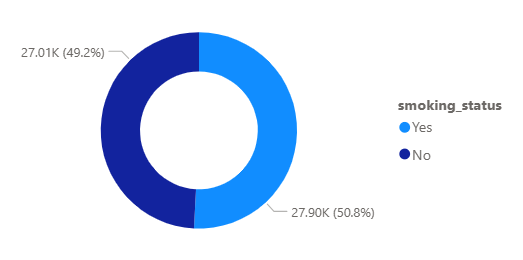 27.01K (49.2%)
smoking_status
Yes
No
27.90K (50.8%)